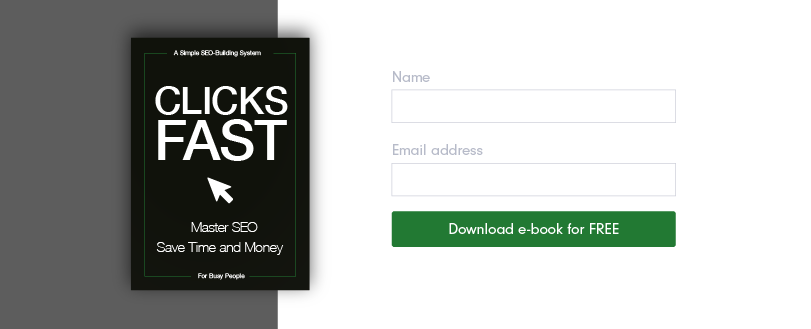 A Simple SEO-Building System
CLICKS
FAST
Master SEO
Save Time and Money
For Busy People
Name
Email address
Download e-book for FREE